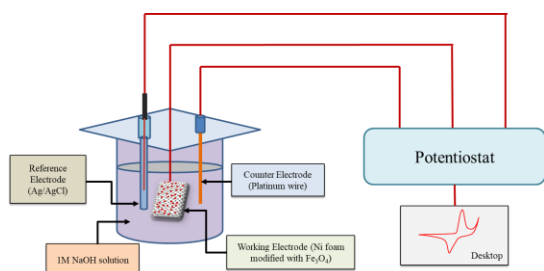 Potentiostat
Reference
Electrode
(Ag/AgCl)
Counter Electrode
(Platinum wire)
1M NaOH solution
Working Electrode (Ni foam
modified with Fe₃O₄)
Desktop